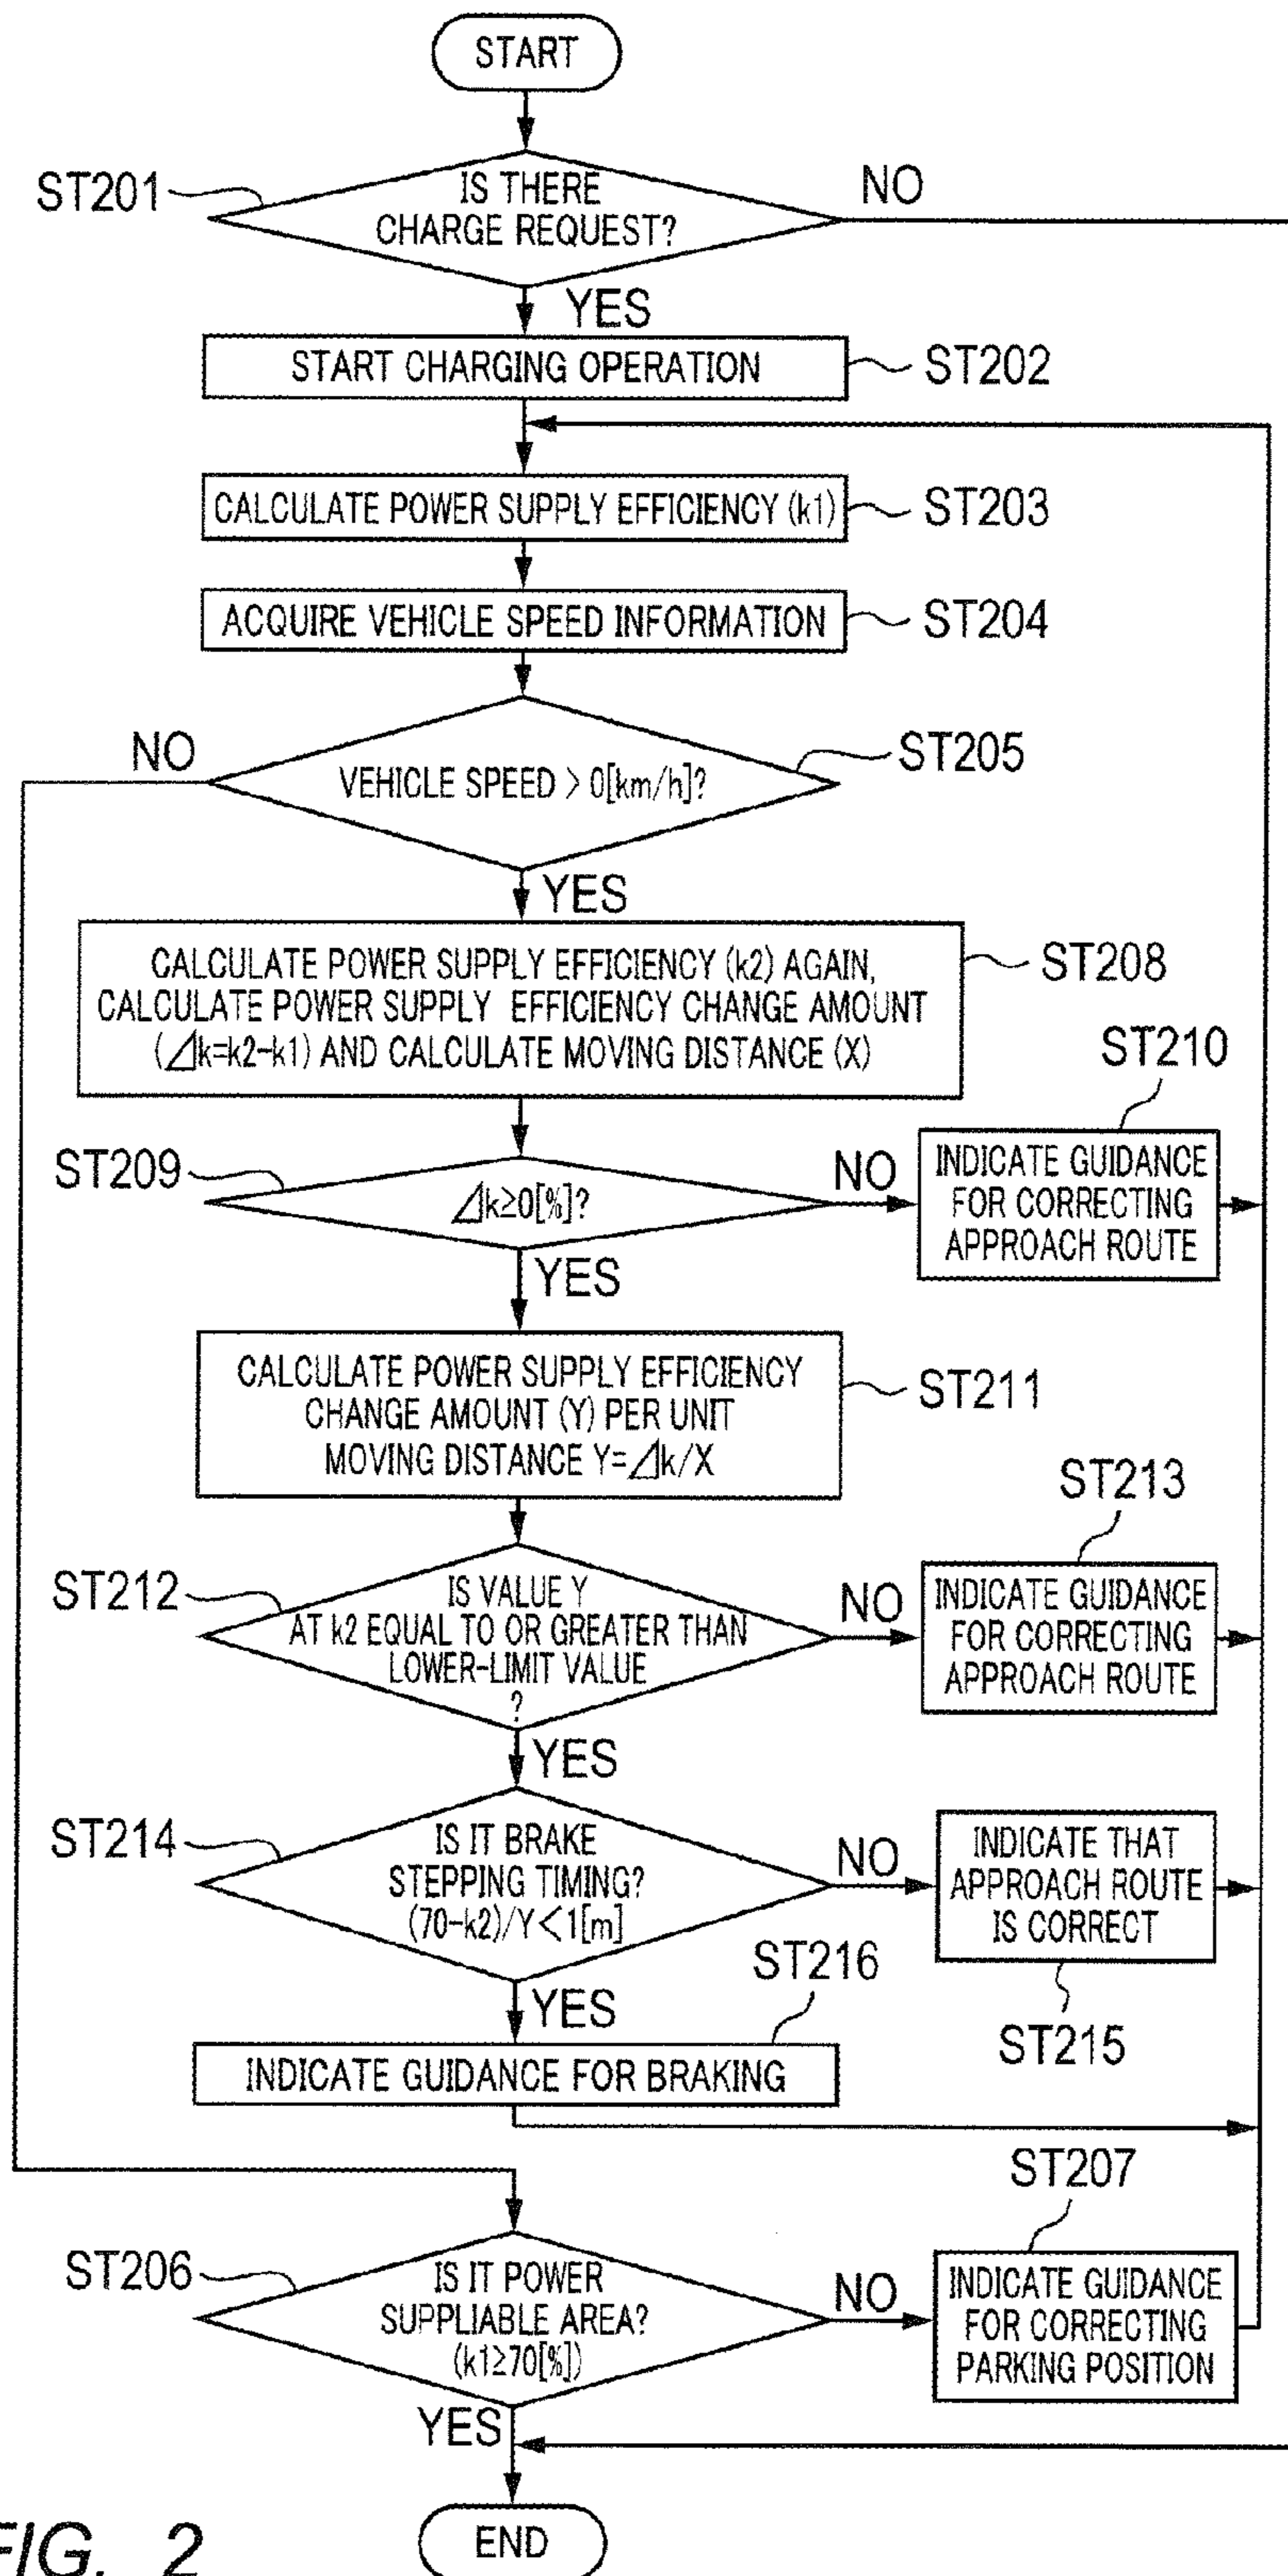 START
ST201
IS THERE
CHARGE REQUEST?
NO
YES
START CHARGING OPERATION
ST202
CALCULATE POWER SUPPLY EFFICIENCY (k1)
ST203
ACQUIRE VEHICLE SPEED INFORMATION
ST204
NO
VEHICLE SPEED > 0[km/h]?
ST205
YES
CALCULATE POWER SUPPLY EFFICIENCY (k2) AGAIN,
CALCULATE POWER SUPPLY EFFICIENCY CHANGE AMOUNT
(⊿k=k2-k1) AND CALCULATE MOVING DISTANCE (X)
ST208
ST209
⊿k≥0[%]?
NO
ST210
INDICATE GUIDANCE
FOR CORRECTING
APPROACH ROUTE
YES
CALCULATE POWER SUPPLY EFFICIENCY
CHANGE AMOUNT (Y) PER UNIT
MOVING DISTANCE Y=⊿k/X
ST211
ST212
IS VALUE Y
AT k2 EQUAL TO OR GREATER THAN
LOWER-LIMIT VALUE
?
NO
ST213
INDICATE GUIDANCE
FOR CORRECTING
APPROACH ROUTE
YES
ST214
IS IT BRAKE
STEPPING TIMING?
(70-k2)/Y<1[m]
NO
INDICATE THAT
APPROACH ROUTE
IS CORRECT
ST215
YES
ST216
INDICATE GUIDANCE FOR BRAKING
ST206
IS IT POWER
SUPPLIABLE AREA?
(k1≥70[%])
NO
ST207
INDICATE GUIDANCE
FOR CORRECTING
PARKING POSITION
YES
END
FIG. 2